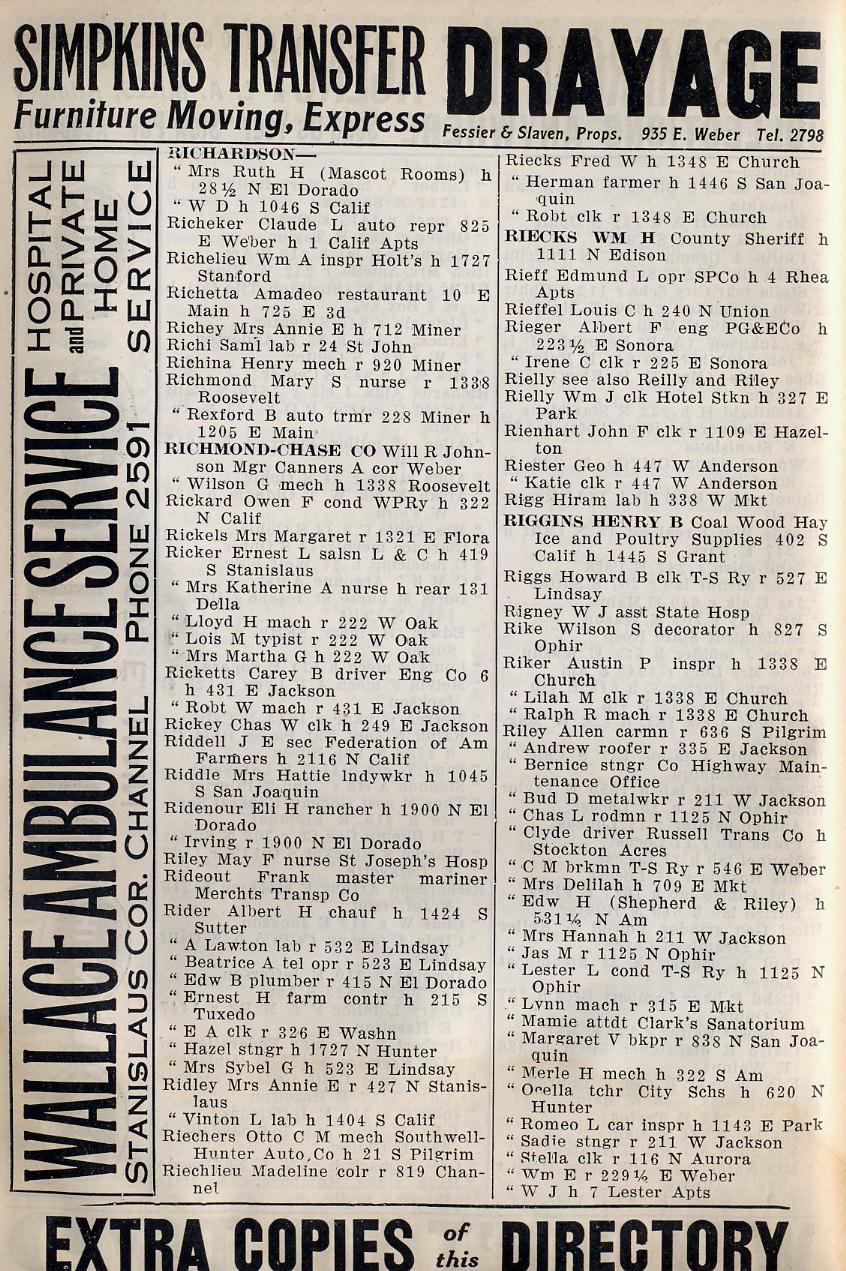 SIMPKINS TRANSFER DRAYAGE
Furniture Moving, Express
Fessier & Slaven, Props. 935 E. Weber Tel. 2798
WALLACE AMBULANCE SERVICE
HOSPITAL
and PRIVATE
HOME
SERVICE
STANISLAUS COR. CHANNEL PHONE 2591
RICHARDSON—
“ Mrs Ruth H (Mascot Rooms) h
28½ N El Dorado
“ W D h 1046 S Calif
Richeker Claude L auto repr 825
E Weber h 1 Calif Apts
Richelieu Wm A inspr Holt's h 1727
Stanford
Richetta Amadeo restaurant 10 E
Main h 725 E 3d
Richey Mrs Annie E h 712 Miner
Richi Saml lab r 24 St John
Richina Henry mech r 920 Miner
Richmond Mary S nurse r 1338
Roosevelt
“ Rexford B auto trmr 228 Miner h
1205 E Main
RICHMOND-CHASE CO Will R John-
son Mgr Canners A cor Weber
“ Wilson G mech h 1338 Roosevelt
Rickard Owen F cond WPRy h 322
N Calif
Rickels Mrs Margaret r 1321 E Flora
Ricker Ernest L salsn L & C h 419
S Stanislaus
“ Mrs Katherine A nurse h rear 131
Della
“ Lloyd H mach r 222 W Oak
“ Lois M typist r 222 W Oak
“ Mrs Martha G h 222 W Oak
Ricketts Carey B driver Eng Co 6
h 431 E Jackson
“ Robt W mach r 431 E Jackson
Rickey Chas W clk h 249 E Jackson
Riddell J E sec Federation of Am
Farmers h 2116 N Calif
Riddle Mrs Hattie lndywkr h 1045
S San Joaquin
Ridenour Eli H rancher h 1900 N El
Dorado
“ Irving r 1900 N El Dorado
Riley May F nurse St Joseph's Hosp
Rideout Frank master mariner
Merchts Transp Co
Rider Albert H chauf h 1424 S
Sutter
“ A Lawton lab r 532 E Lindsay
“ Beatrice A tel opr r 523 E Lindsay
“ Edw B plumber r 415 N El Dorado
“ Ernest H farm contr h 215 S
Tuxedo
“ E A clk r 326 E Washn
“ Hazel stngr h 1727 N Hunter
“ Mrs Sybel G h 523 E Lindsay
Ridley Mrs Annie E r 427 N Stanis-
laus
“ Vinton L lab h 1404 S Calif
Riechers Otto C M mech Southwell-
Hunter Auto Co h 21 S Pilgrim
Riechlieu Madeline colr r 819 Chan-
nel
Riecks Fred W h 1348 E Church
“ Herman farmer h 1446 S San Joa-
quin
“ Robt clk r 1348 E Church
RIECKS WM H County Sheriff h
1111 N Edison
Rieff Edmund L opr SPCo h 4 Rhea
Apts
Rieffel Louis C h 240 N Union
Rieger Albert F eng PG&ECo h
223½ E Sonora
“ Irene C clk r 225 E Sonora
Rielly see also Reilly and Riley
Rielly Wm J clk Hotel Stkn h 327 E
Park
Rienhart John F clk r 1109 E Hazel-
ton
Riester Geo h 447 W Anderson
“ Katie clk r 447 W Anderson
Rigg Hiram lab h 338 W Mkt
RIGGINS HENRY B Coal Wood Hay
Ice and Poultry Supplies 402 S
Calif h 1445 S Grant
Riggs Howard B clk T-S Ry r 527 E
Lindsay
Rigney W J asst State Hosp
Rike Wilson S decorator h 827 S
Ophir
Riker Austin P inspr h 1338 E
Church
“ Lilah M clk r 1338 E Church
“ Ralph R mach r 1338 E Church
Riley Allen carmn r 636 S Pilgrim
“ Andrew roofer r 335 E Jackson
“ Bernice stngr Co Highway Main-
tenance Office
“ Bud D metalwkr r 211 W Jackson
“ Chas L rodmn r 1125 N Ophir
“ Clyde driver Russell Trans Co h
Stockton Acres
“ C M brkmn T-S Ry r 546 E Weber
“ Mrs Delilah h 709 E Mkt
“ Edw H (Shepherd & Riley) h
531½ N Am
“ Mrs Hannah h 211 W Jackson
“ Jas M r 1125 N Ophir
“ Lester L cond T-S Ry h 1125 N
Ophir
“ Lynn mach r 315 E Mkt
“ Mamie attdt Clark's Sanatorium
“ Margaret V bkpr r 838 N San Joa-
quin
“ Merle H mech h 322 S Am
“ Ocella tchr City Schs h 620 N
Hunter
“ Romeo L car inspr h 1143 E Park
“ Sadie stngr r 211 W Jackson
“ Stella clk r 116 N Aurora
“ Wm E r 229½ E Weber
“ W J h 7 Lester Apts
EXTRA COPIES of this DIRECTORY